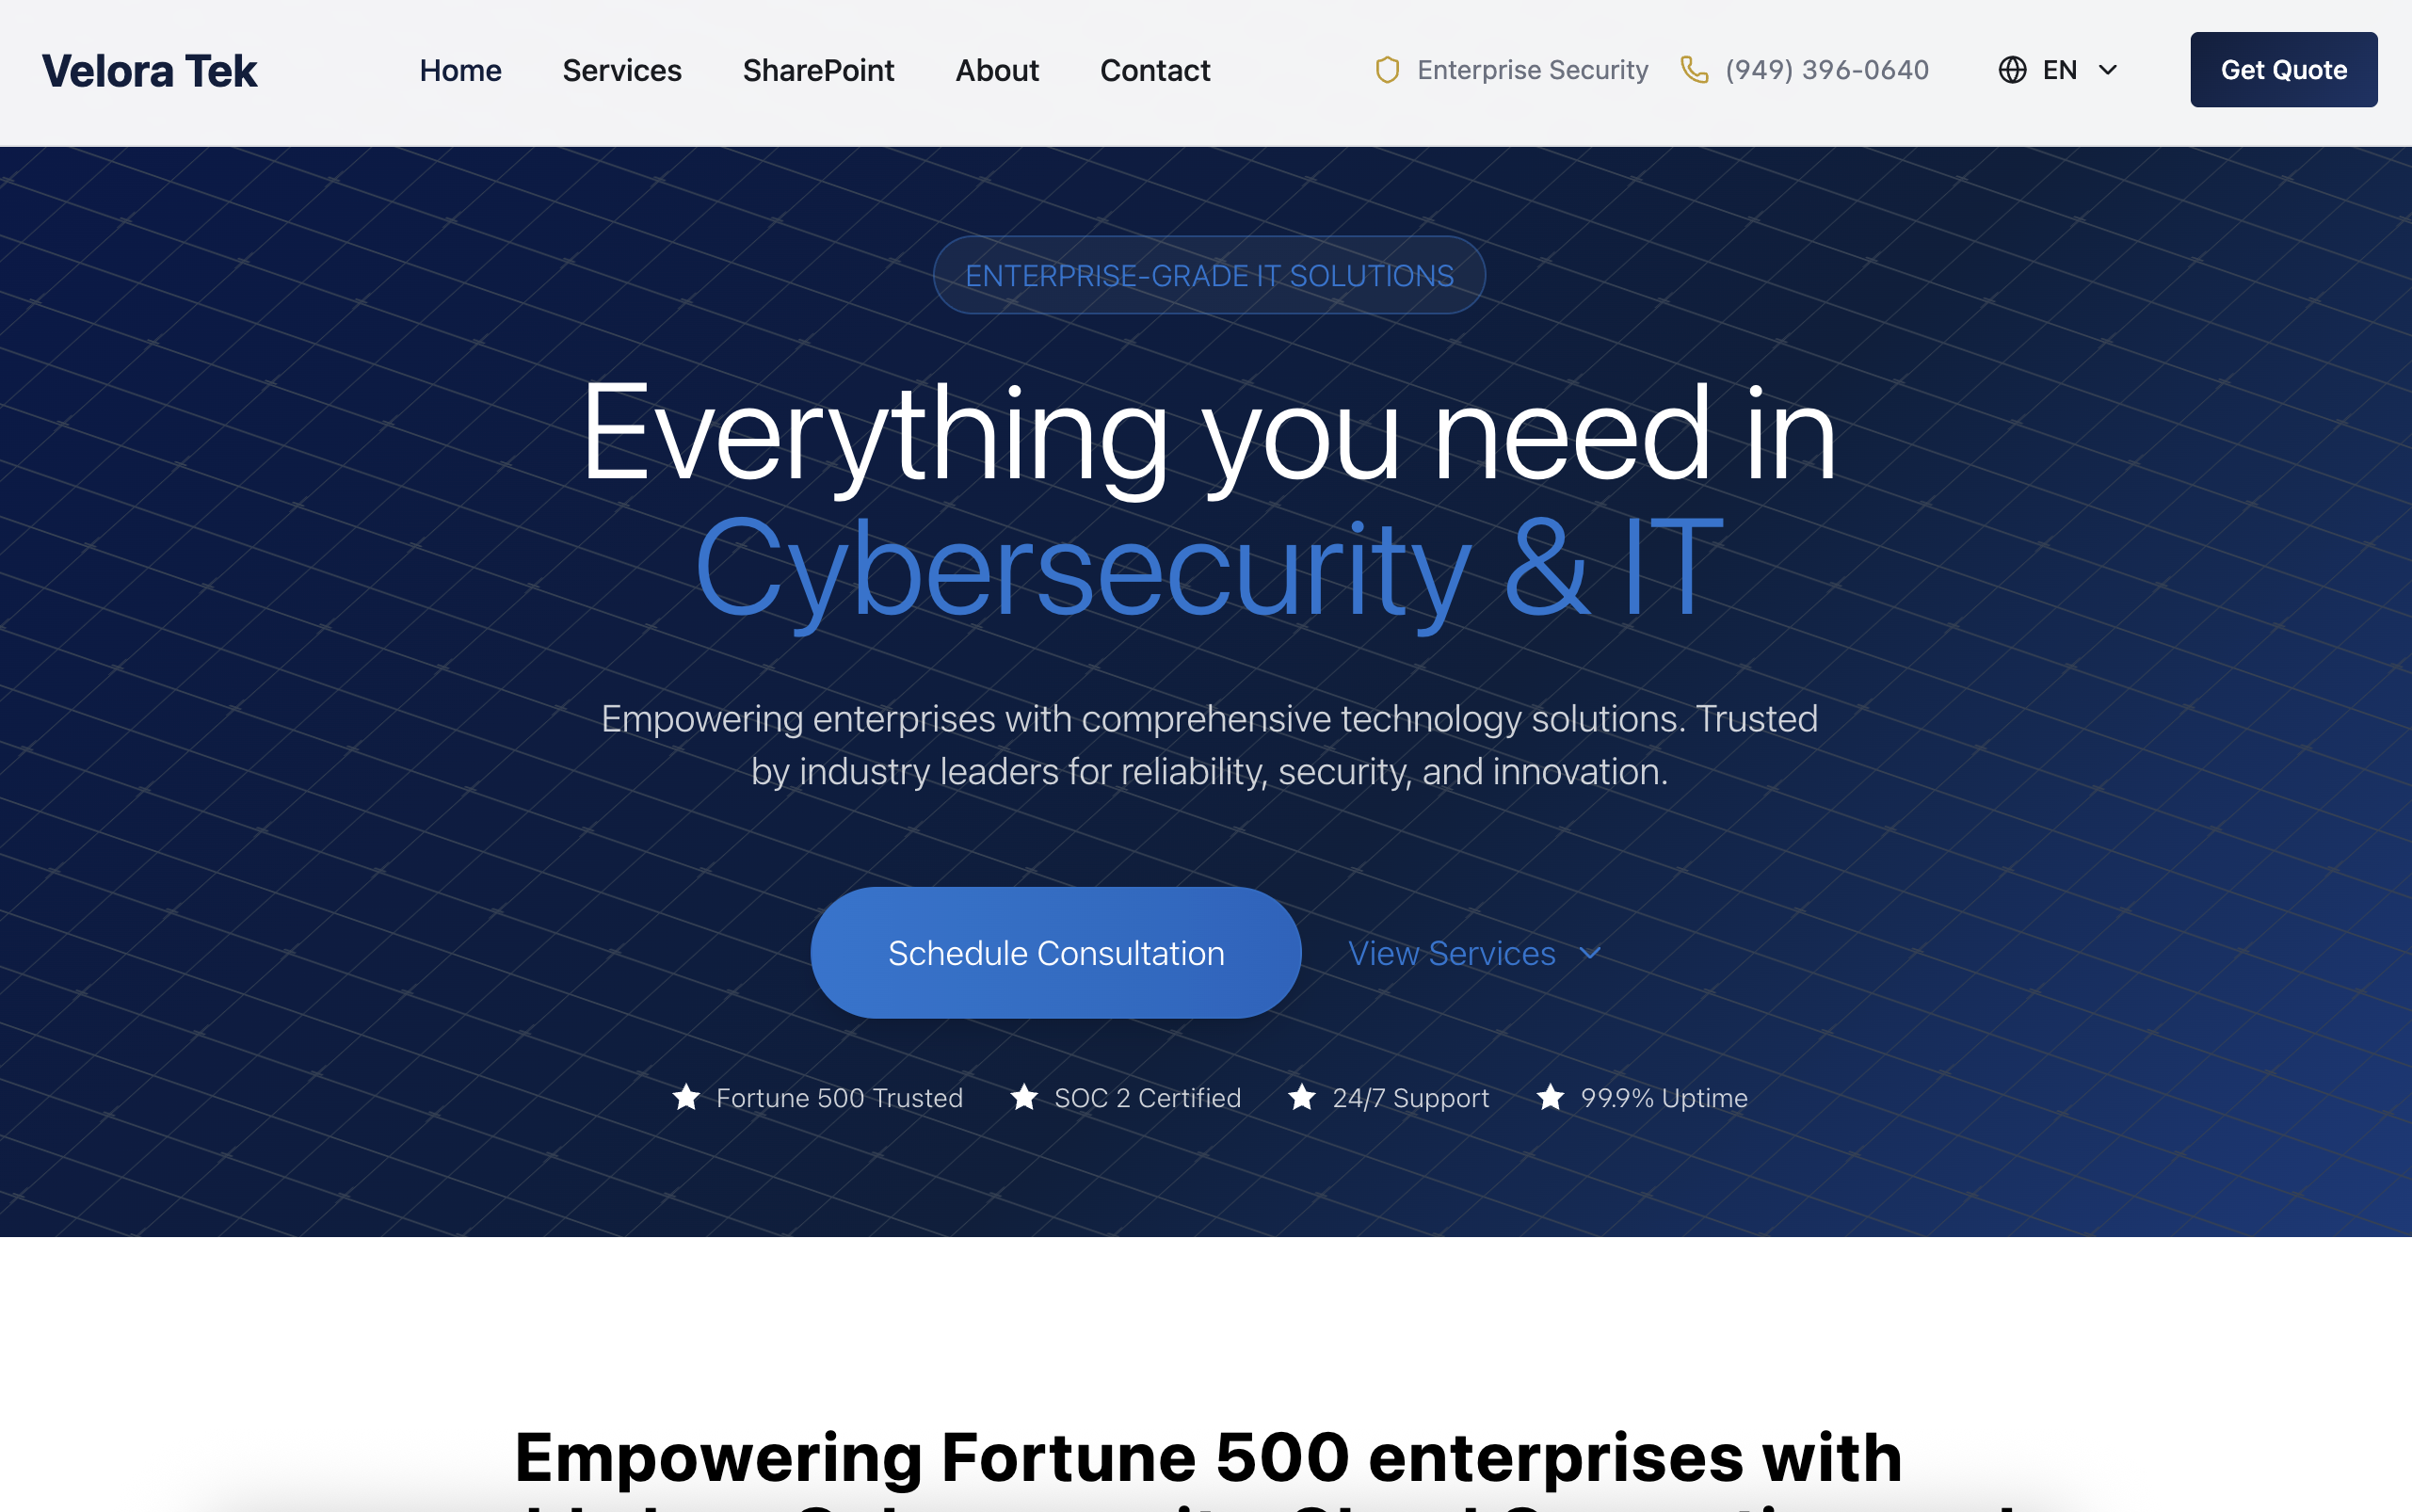 Velora Tek
Home
Services
SharePoint
About
Contact
Enterprise Security
(949) 396-0640
EN
Get Quote
ENTERPRISE-GRADE IT SOLUTIONS
Everything you need in
Cybersecurity & IT
Empowering enterprises with comprehensive technology solutions. Trusted
by industry leaders for reliability, security, and innovation.
Schedule Consultation
View Services
Fortune 500 Trusted
SOC 2 Certified
24/7 Support
99.9% Uptime
Empowering Fortune 500 enterprises with